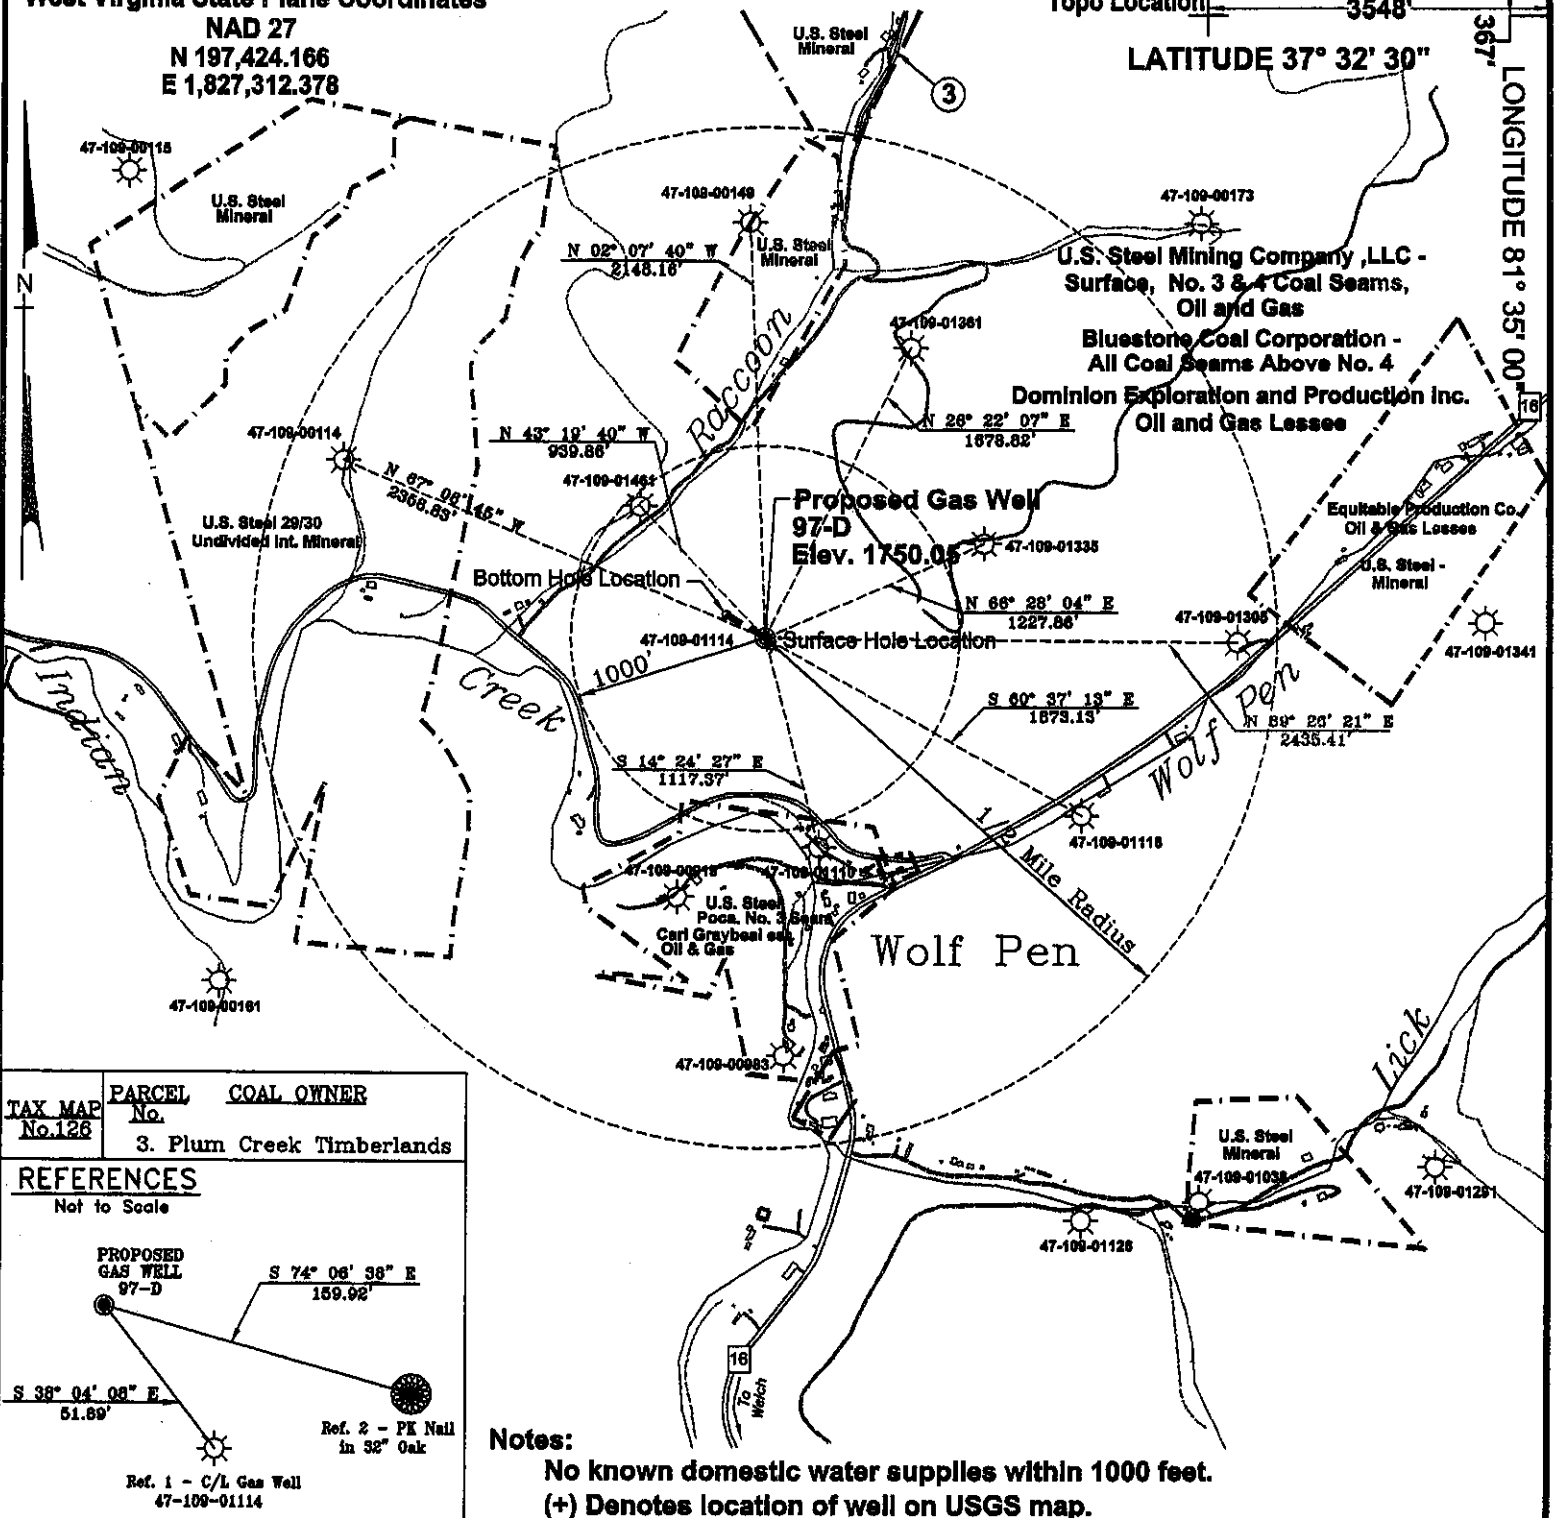 West Virginia State Plane Coordinates
NAD 27
N 197,424.166
E 1,827,312.378
Topo Location
3548'
367'
LATITUDE 37° 32' 30"
LONGITUDE 81° 35' 00"
U.S. Steel
Mineral
3
47-109-00115
U.S. Steel
Mineral
N
47-109-00149
N 02° 07' 40" W
2148.16'
U.S. Steel
Mineral
47-109-00173
U.S. Steel Mining Company ,LLC -
Surface, No. 3 & 4 Coal Seams,
Oil and Gas
Bluestone Coal Corporation -
All Coal Seams Above No. 4
Dominion Exploration and Production Inc.
Oil and Gas Lessee
47-109-01361
Raccoon
N 26° 22' 07" E
1678.82'
16
47-109-00114
N 43° 19' 40" W
939.86'
47-109-01461
N 67° 08' 45" W
2356.83'
U.S. Steel 29/30
Undivided Int. Mineral
Proposed Gas Well
97-D
Elev. 1750.05
47-109-01335
Equitable Production Co.
Oil & Gas Lessee
U.S. Steel -
Mineral
Bottom Hole Location
N 66° 28' 04" E
1227.86'
47-109-01114
Surface Hole Location
47-109-01305
47-109-01341
1000'
Indian
Creek
S 60° 37' 13" E
1873.13'
N 89° 26' 21" E
2435.41'
Wolf Pen
S 14° 24' 27" E
1117.37'
47-109-01116
1/2 Mile Radius
47-109-01110
U.S. Steel
Poca. No. 3 Seam
Carl Graybeal
Oil & Gas
Wolf Pen
47-109-00161
47-109-00983
Lick
TAX MAP
No.126
PARCEL
No.
COAL OWNER
3. Plum Creek Timberlands
U.S. Steel
Mineral
47-109-01038
47-109-01291
47-109-01126
REFERENCES
Not to Scale
PROPOSED
GAS WELL
97-D
S 74° 06' 38" E
159.92'
S 38° 04' 08" E
51.89'
Ref. 2 - PK Nail
in 32" Oak
Ref. 1 - C/L Gas Well
47-109-01114
16
To
Welch
Notes:
No known domestic water supplies within 1000 feet.
(+) Denotes location of well on USGS map.